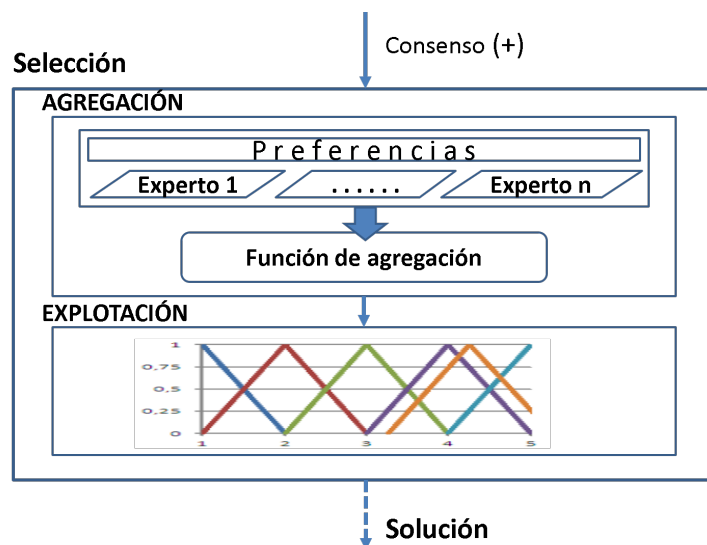 Consenso (+)
Selección
AGREGACIÓN
Preferencias
Experto 1
......
Experto n
Función de agregación
EXPLOTACIÓN
1
0,75
0,5
0,25
0
1 2 3 4 5
Solución